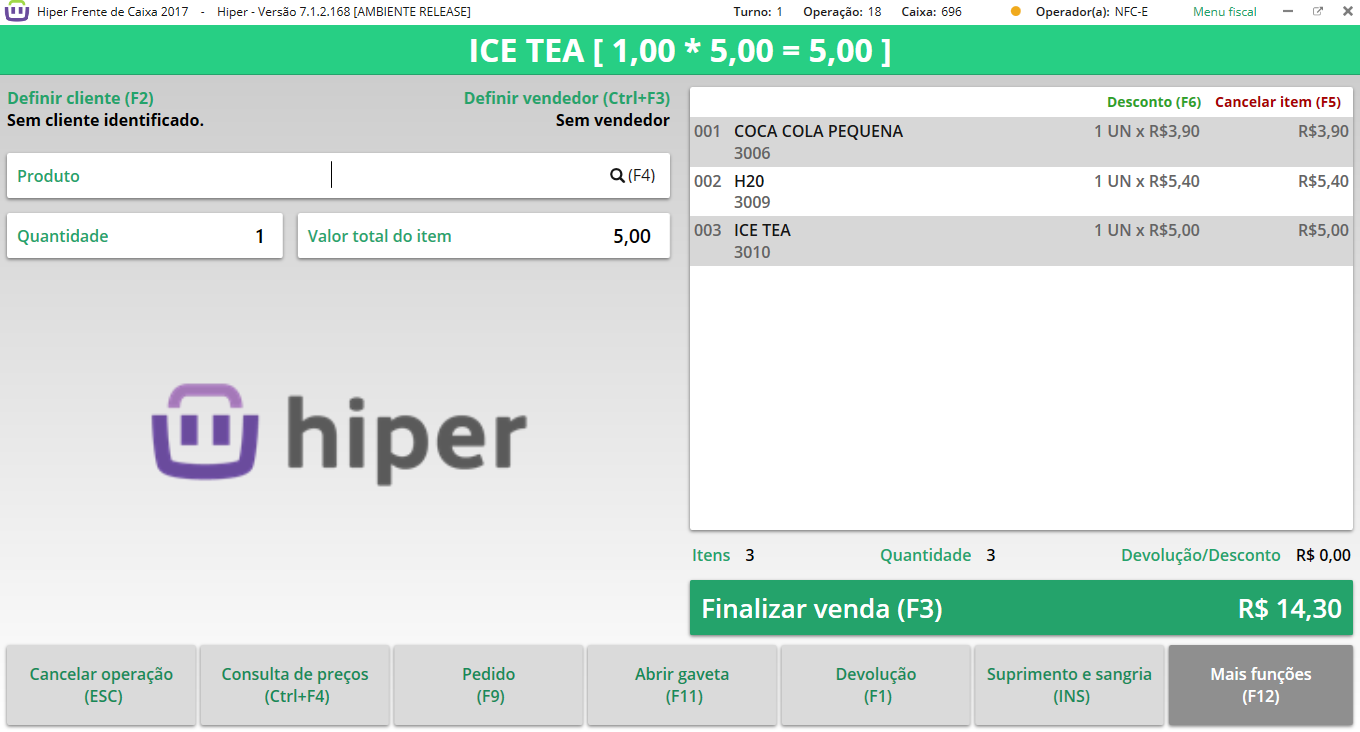 Hiper Frente de Caixa 2017 - Hiper - Versão 7.1.2.168 [AMBIENTE RELEASE] Turno: 1 Operação: 18 Caixa: 696 Operador(a): NFC-E Menu fiscal
ICE TEA [ 1,00 * 5,00 = 5,00 ]
Definir cliente (F2) Definir vendedor (Ctrl+F3)
Sem cliente identificado. Sem vendedor
Produto (F4)
Quantidade 1 Valor total do item 5,00
hiper
Desconto (F6) Cancelar item (F5)
001 COCA COLA PEQUENA 1 UN x R$3,90 R$3,90
3006
002 H20 1 UN x R$5,40 R$5,40
3009
003 ICE TEA 1 UN x R$5,00 R$5,00
3010
Itens 3 Quantidade 3 Devolução/Desconto R$ 0,00
Finalizar venda (F3) R$ 14,30
Cancelar operação
(ESC)
Consulta de preços
(Ctrl+F4)
Pedido
(F9)
Abrir gaveta
(F11)
Devolução
(F1)
Suprimento e sangria
(INS)
Mais funções
(F12)